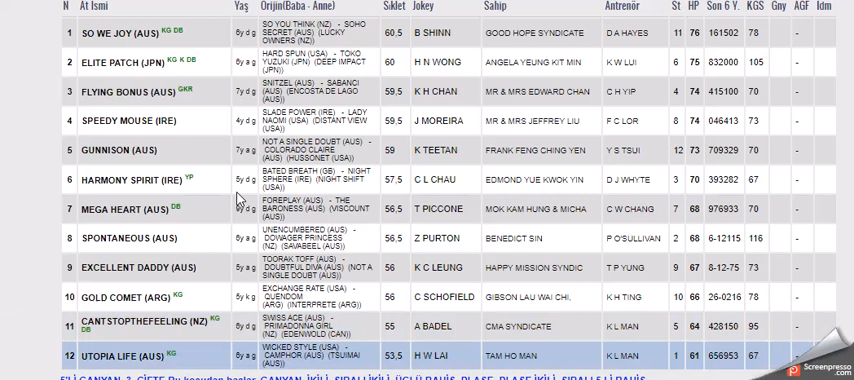 N At İsmi Yaş Orijin(Baba - Anne) Sıklet Jokey Sahip Antrenör St HP Son 6 Y. KGS Gny AGF Idm
1 SO WE JOY (AUS) KG DB 6y d g SO YOU THINK (NZ) - SOHO SECRET (AUS) (LUCKY OWNERS (NZ)) 60,5 B SHINN GOOD HOPE SYNDICATE D A HAYES 11 76 161502 78 -
2 ELITE PATCH (JPN) KG K DB 6y a g HARD SPUN (USA) - TOKO YUZUKI (JPN) (DEEP IMPACT (JPN)) 60 H N WONG ANGELA YEUNG KIT MIN K W LUI 6 75 832000 105 -
3 FLYING BONUS (AUS) GKR 7y d g SNITZEL (AUS) - SABANCI (AUS) (ENCOSTA DE LAGO (AUS)) 59,5 K H CHAN MR & MRS EDWARD CHAN C H YIP 4 74 415100 70 -
4 SPEEDY MOUSE (IRE) 4y d g SLADE POWER (IRE) - LADY NAOMI (USA) (DISTANT VIEW (USA)) 59,5 J MOREIRA MR & MRS JEFFREY LIU F C LOR 8 74 046413 73 -
5 GUNNISON (AUS) 7y a g NOT A SINGLE DOUBT (AUS) - COLORADO CLAIRE (AUS) (HUSSONET (USA)) 59 K TEETAN FRANK FENG CHING YEN Y S TSUI 12 73 709329 70 -
6 HARMONY SPIRIT (IRE) YP 5y d g BATED BREATH (GB) - NIGHT SPHERE (IRE) (NIGHT SHIFT (USA)) 57,5 C L CHAU EDMOND YUE KWOK YIN D J WHYTE 3 70 393282 67 -
7 MEGA HEART (AUS) DB d g FOREPLAY (AUS) - THE BARONESS (AUS) (VISCOUNT (AUS)) 56,5 T PICCONE MOK KAM HUNG & MICHA C W CHANG 7 68 976933 70 -
8 SPONTANEOUS (AUS) 6y a g UNENCUMBERED (AUS) - DOWAGER PRINCESS (NZ) (SAVABEEL (AUS)) 56,5 Z PURTON BENEDICT SIN P O'SULLIVAN 2 68 6-12115 116 -
9 EXCELLENT DADDY (AUS) 5y a g TOORAK TOFF (AUS) - DOUBTFUL DIVA (AUS) (NOT A SINGLE DOUBT (AUS)) 56 K C LEUNG HAPPY MISSION SYNDIC T P YUNG 9 67 8-12-75 73 -
10 GOLD COMET (ARG) KG 5y k g EXCHANGE RATE (USA) - QUENDOM (ARG) (INTERPRETE (ARG)) 56 C SCHOFIELD GIBSON LAU WAI CHI, K H TING 10 66 26-0216 78 -
11 CANTSTOPTHEFEELING (NZ) KG DB 6y d g SWISS ACE (AUS) - PRIMADONNA GIRL (NZ) (EDENWOLD (CAN)) 55 A BADEL CMA SYNDICATE K L MAN 5 64 428150 95 -
12 UTOPIA LIFE (AUS) KG 6y a g WICKED STYLE (USA) - CAMPHOR (AUS) (TSUIMAI (AUS)) 53,5 H W LAI TAM HO MAN K L MAN 1 61 656953 67 -
Screenpresso
Screenpresso.com